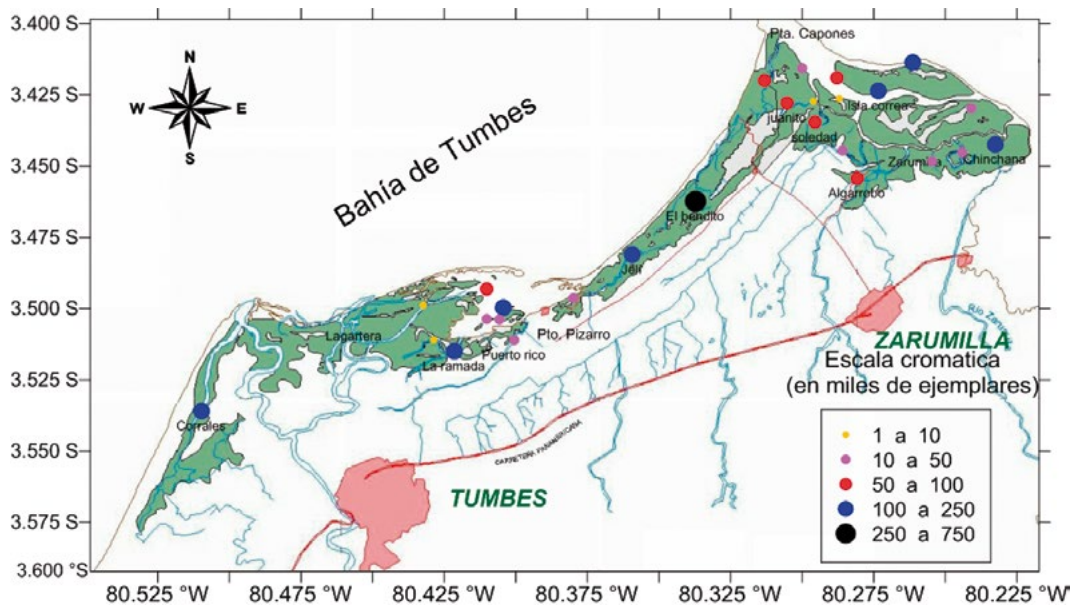 3.400 S
3.425 S
3.450 S
3.475 S
3.500 S
3.525 S
3.550 S
3.575 S
3.600 °S
N
W E
S
Bahía de Tumbes
Pta. Capones
Isla correa
juanito
soledad
Zarumilla
Chinchana
Algarrobo
El bendito
Jeli
Pto. Pizarro
Lagartera
Puerto rico
La ramada
Corrales
CARRETERA PANAMERICANA
TUMBES
ZARUMILLA
Escala cromatica
(en miles de ejemplares)
1 a 10
10 a 50
50 a 100
100 a 250
250 a 750
80.525 °W 80.475 °W 80.425 °W 80.375 °W 80.325 °W 80.275 °W 80.225 °W